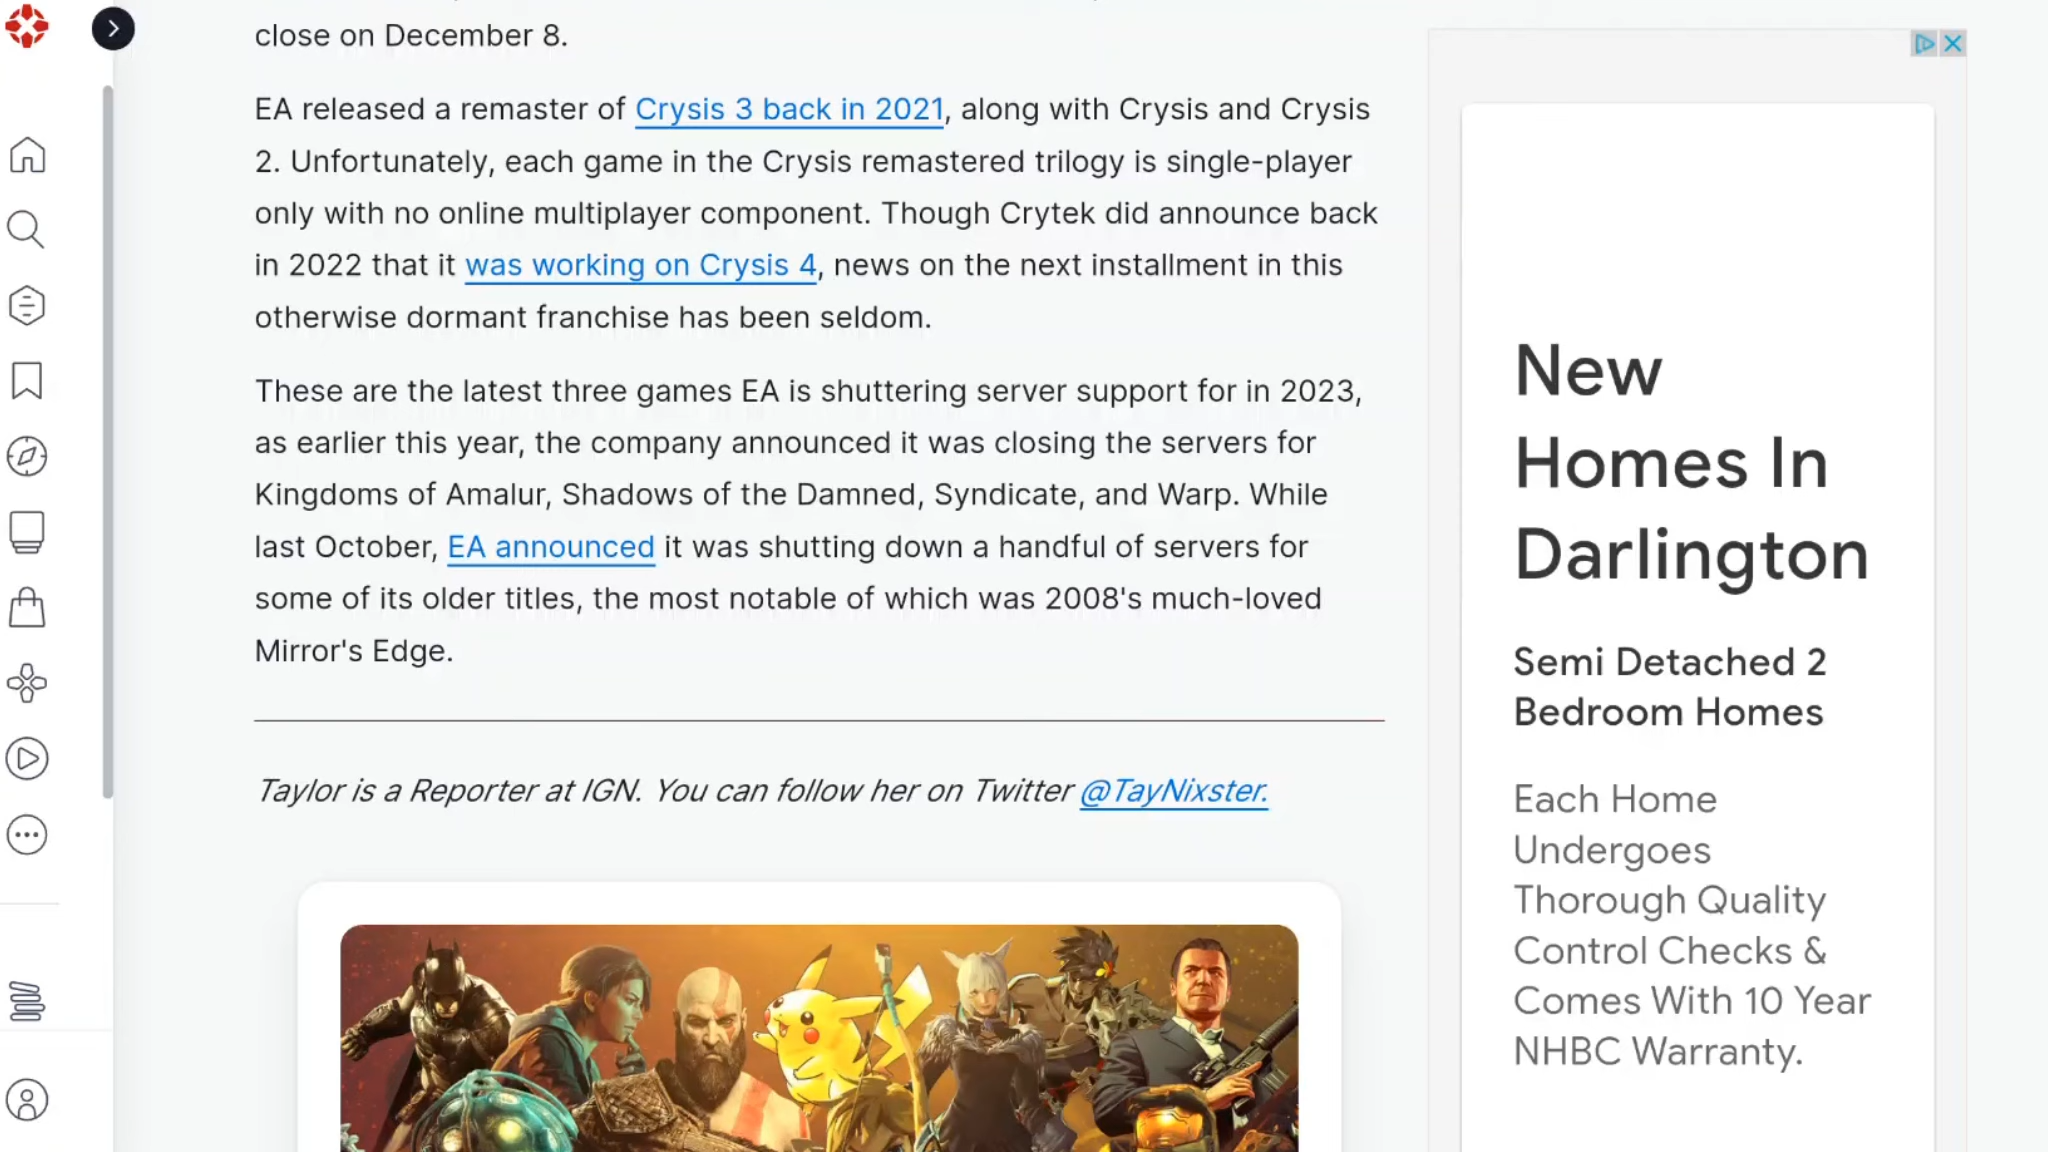 close on December 8.
EA released a remaster of Crysis 3 back in 2021, along with Crysis and Crysis
2. Unfortunately, each game in the Crysis remastered trilogy is single-player
only with no online multiplayer component. Though Crytek did announce back
in 2022 that it was working on Crysis 4, news on the next installment in this
otherwise dormant franchise has been seldom.
These are the latest three games EA is shuttering server support for in 2023,
as earlier this year, the company announced it was closing the servers for
Kingdoms of Amalur, Shadows of the Damned, Syndicate, and Warp. While
last October, EA announced it was shutting down a handful of servers for
some of its older titles, the most notable of which was 2008's much-loved
Mirror's Edge.
Taylor is a Reporter at IGN. You can follow her on Twitter @TayNixster.
New
Homes In
Darlington
Semi Detached 2
Bedroom Homes
Each Home
Undergoes
Thorough Quality
Control Checks &
Comes With 10 Year
NHBC Warranty.